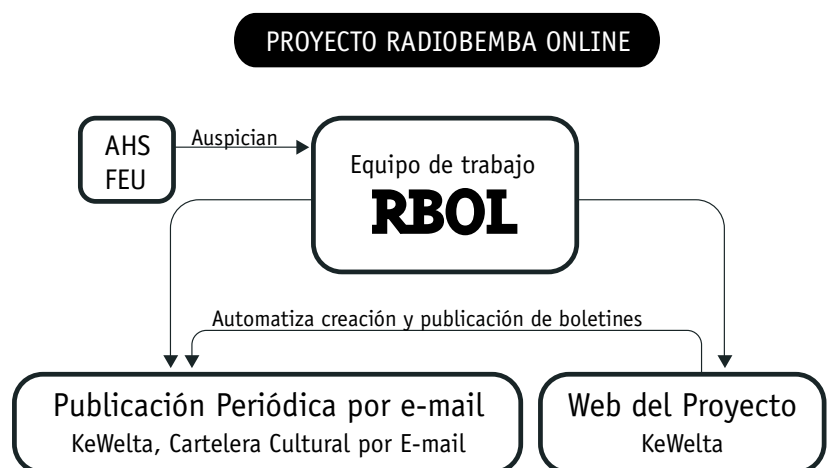 PROYECTO RADIOBEMBA ONLINE
AHS
FEU
Auspician
Equipo de trabajo
RBOL
Automatiza creación y publicación de boletines
Publicación Periódica por e-mail
KeWelta, Cartelera Cultural por E-mail
Web del Proyecto
KeWelta